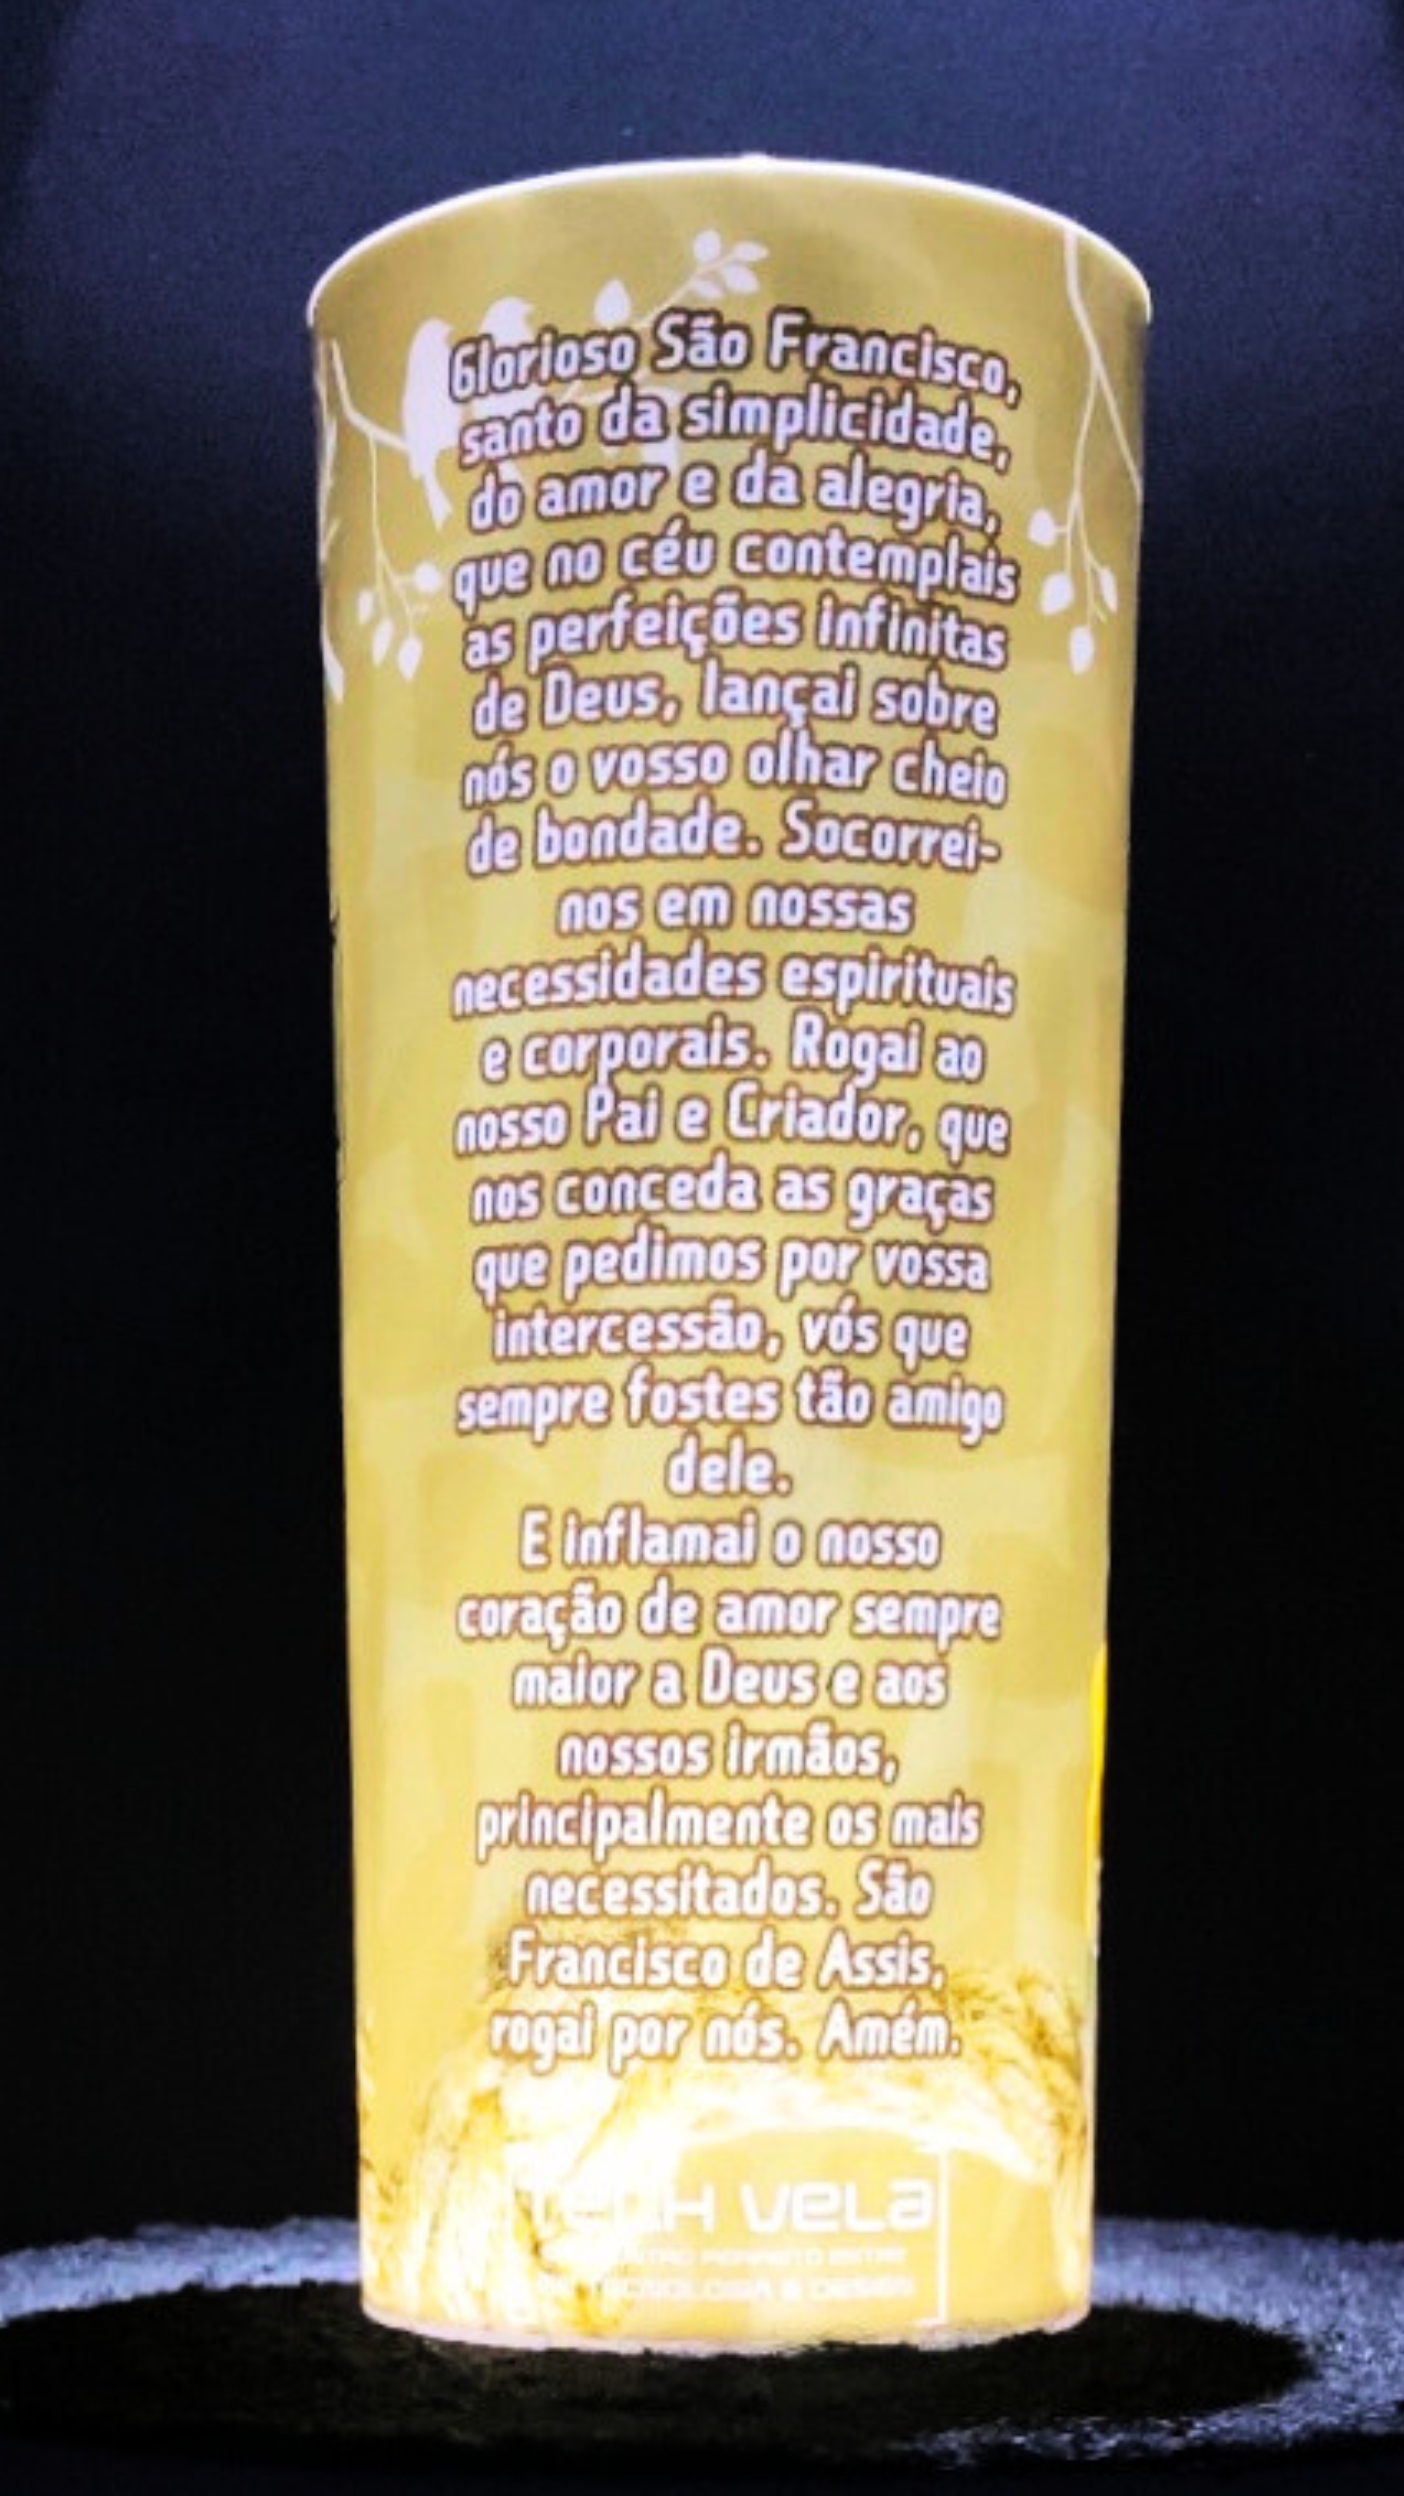 Glorioso São Francisco,
santo da simplicidade,
do amor e da alegria,
que no céu contemplais
as perfeições infinitas
de Deus, lançai sobre
nós o vosso olhar cheio
de bondade. Socorrei-
nos em nossas
necessidades espirituais
e corporais. Rogai ao
nosso Pai e Criador, que
nos conceda as graças
que pedimos por vossa
intercessão, vós que
sempre fostes tão amigo
dele.
E inflamai o nosso
coração de amor sempre
maior a Deus e aos
nossos irmãos,
principalmente os mais
necessitados. São
Francisco de Assis,
rogai por nós. Amém.
TECH VELA